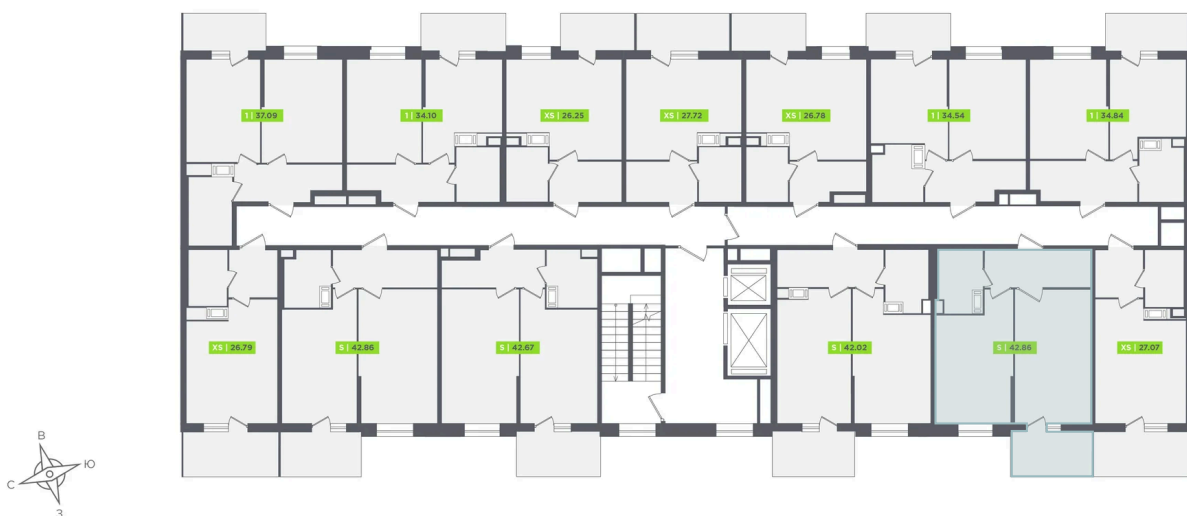 1 | 37.09
1 | 34.10
XS | 26.25
XS | 27.72
XS | 26.78
1 | 34.54
1 | 34.84
XS | 26.79
S | 42.86
S | 42.67
S | 42.02
S | 42.86
XS | 27.07
В
Ю
С
З